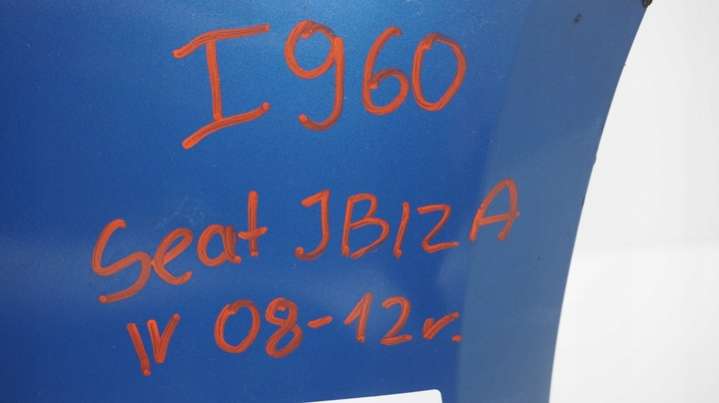 I960
Seat JBIZA
IV 08-12r.